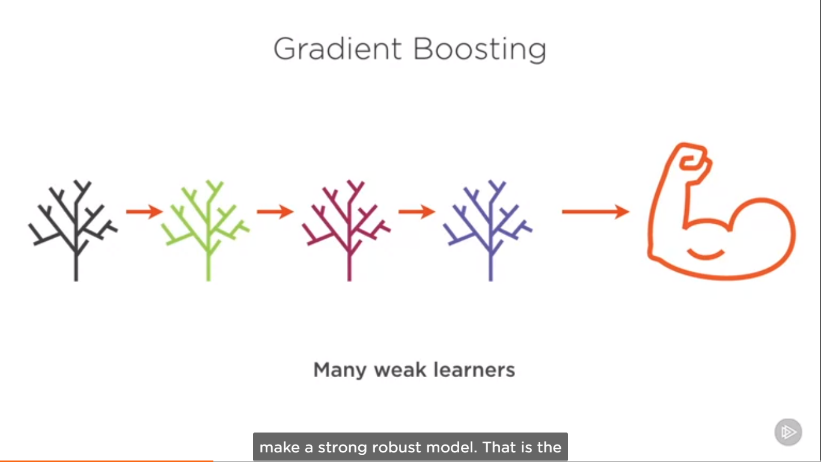 Gradient Boosting
Many weak learners
make a strong robust model. That is the